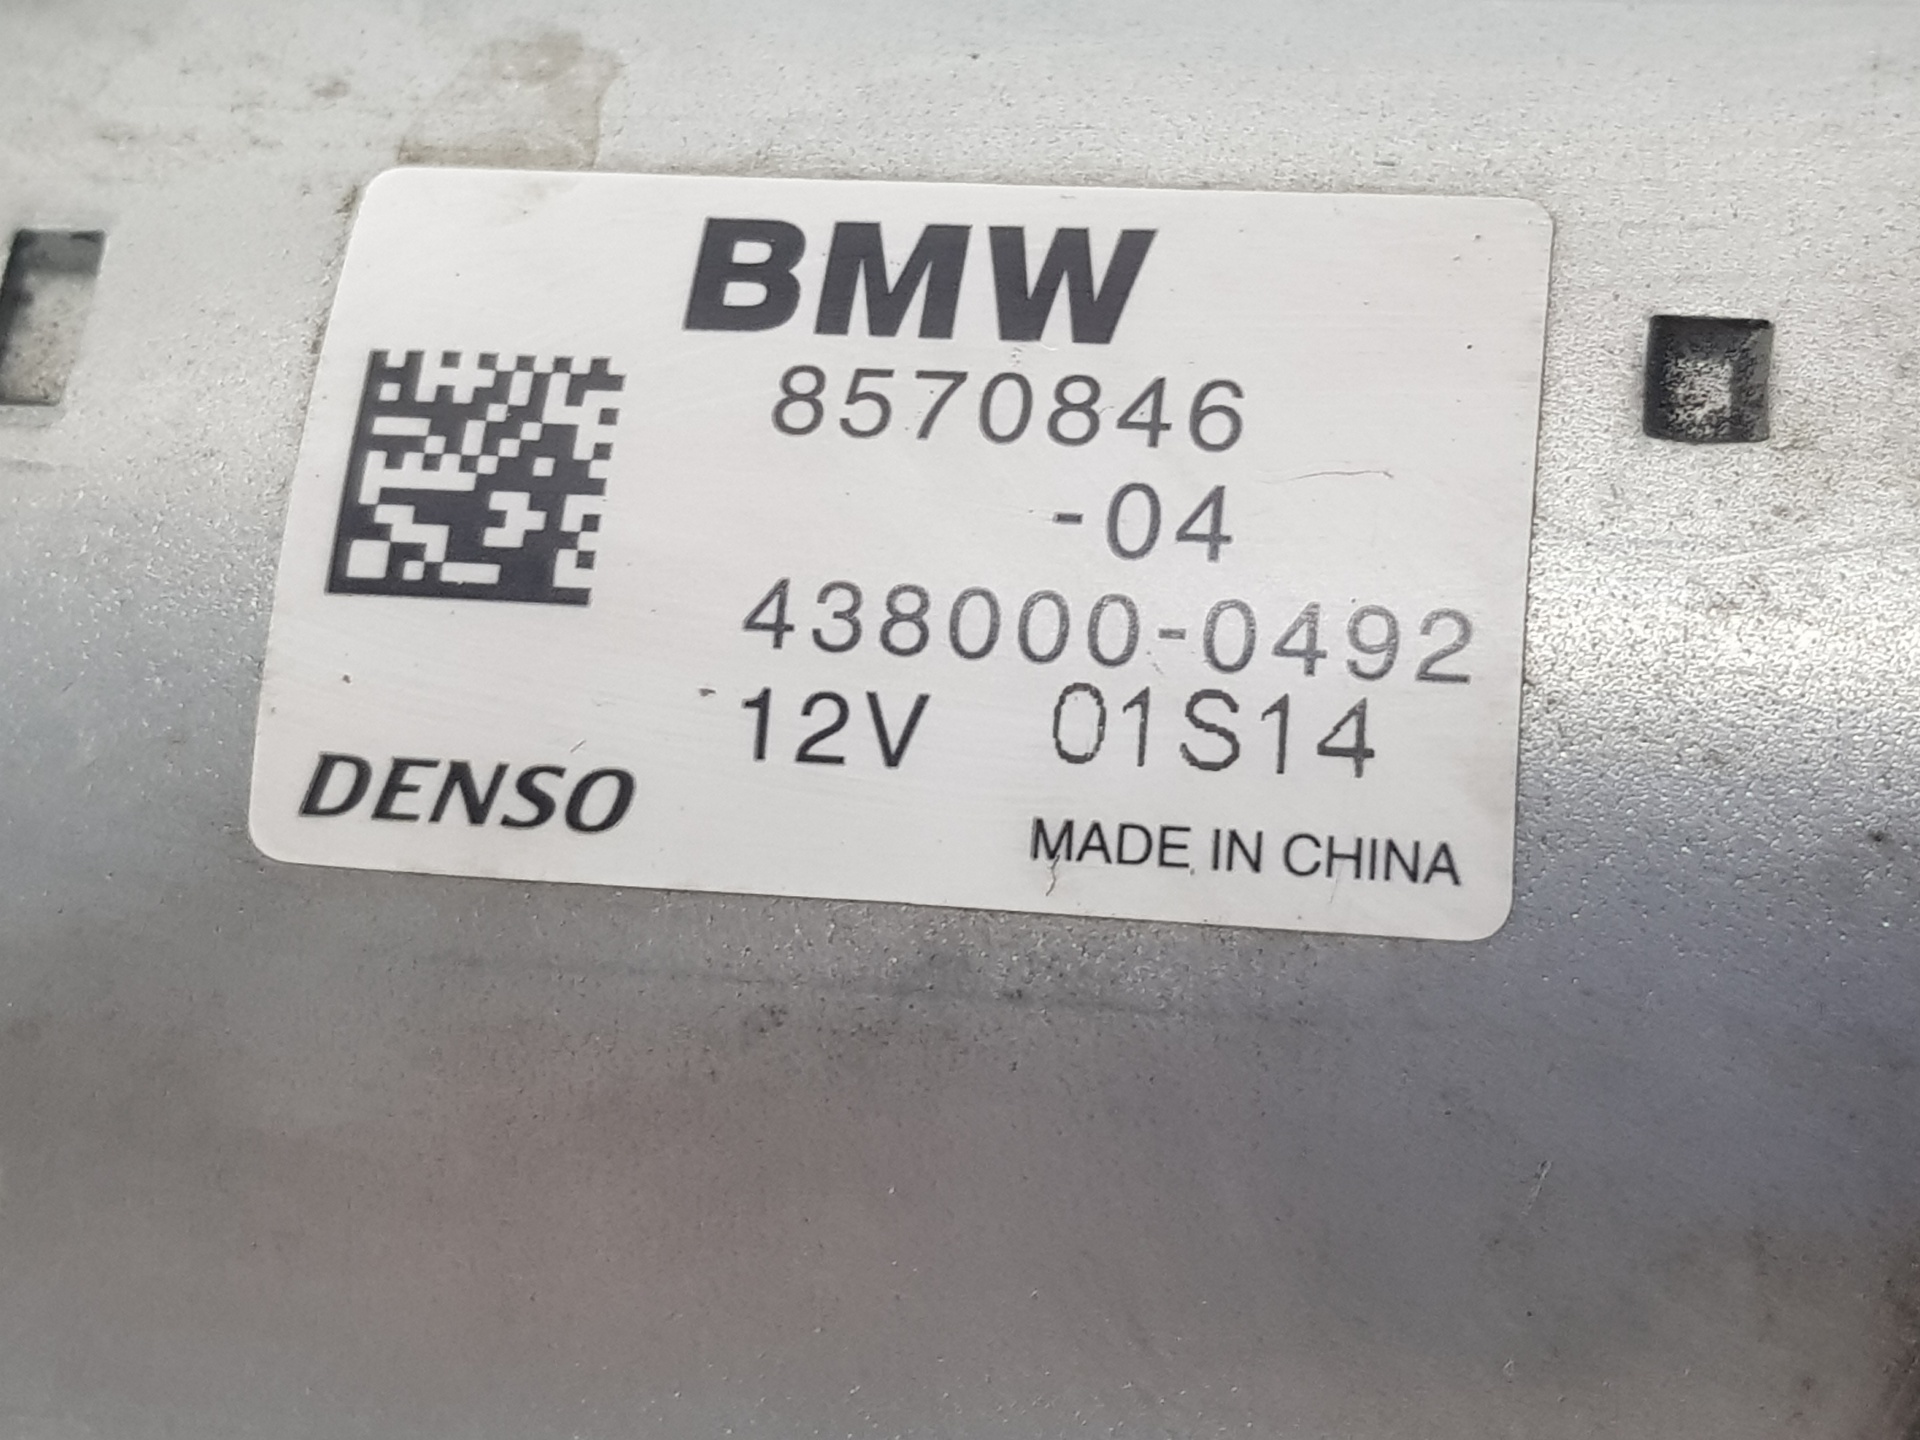 BMW
8570846
-04
438000-0492
12V 01S14
DENSO
MADE IN CHINA